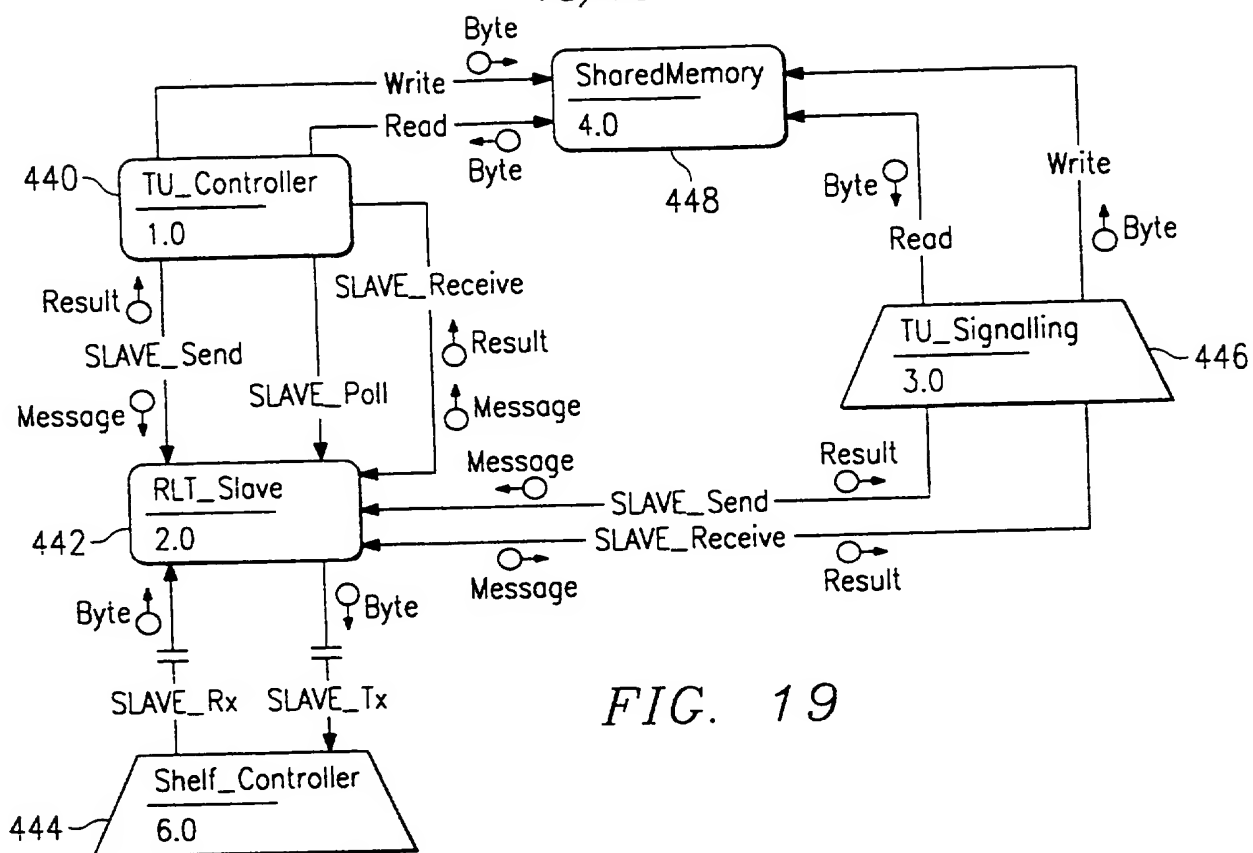 Byte
Write
SharedMemory
4.0
Read
Byte
448
440
TU_Controller
1.0
Byte
Read
Write
Byte
Result
SLAVE_Send
Message
SLAVE_Poll
SLAVE_Receive
Result
Message
TU_Signalling
3.0
446
RLT_Slave
2.0
442
Message
SLAVE_Send
Result
SLAVE_Receive
Message
Result
Byte
Byte
SLAVE_Rx
SLAVE_Tx
FIG. 19
Shelf_Controller
6.0
444